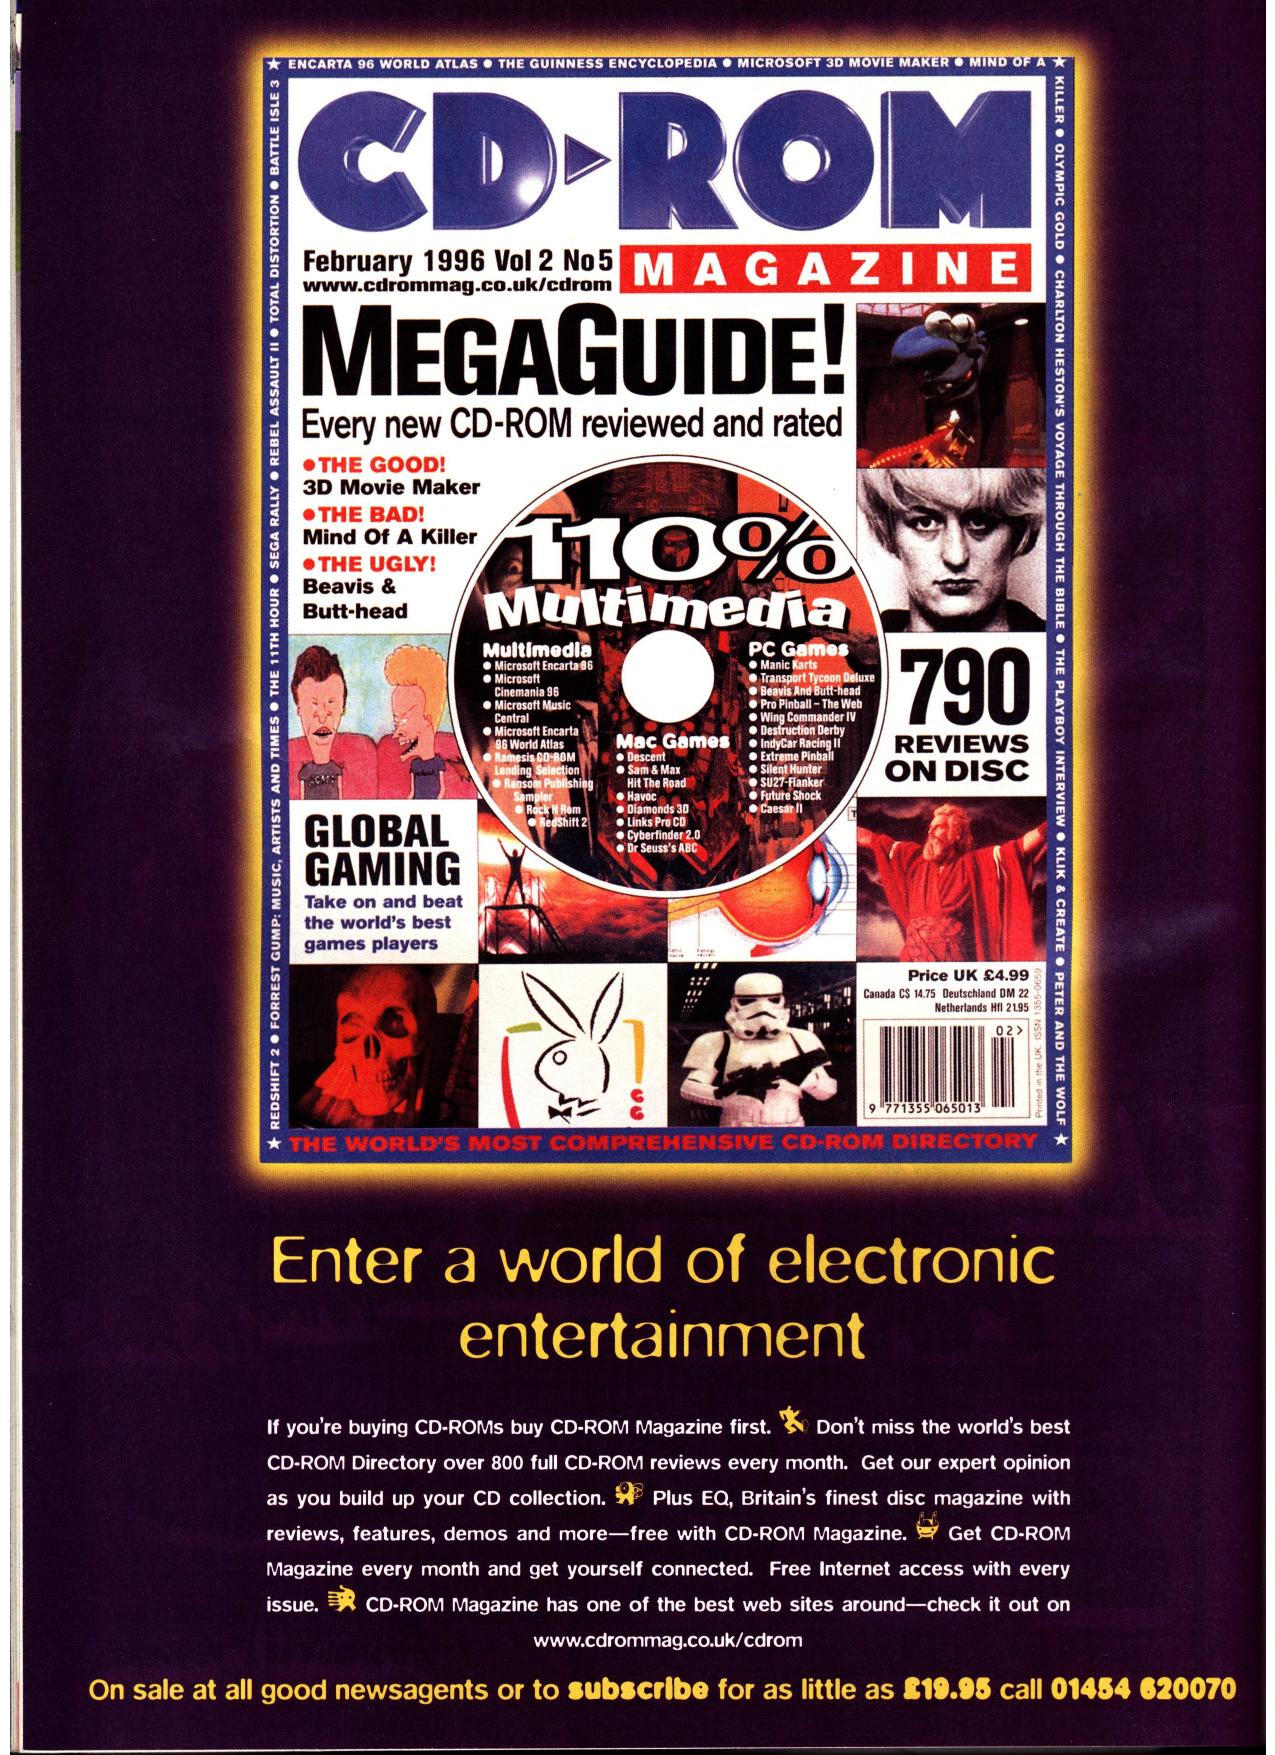 ★ ENCARTA 96 WORLD ATLAS ● THE GUINNESS ENCYCLOPEDIA ● MICROSOFT 3D MOVIE MAKER ● MIND OF A ★
KILLER ● OLYMPIC GOLD ● CHARLTON HESTON'S VOYAGE THROUGH THE BIBLE ● THE PLAYBOY INTERVIEW ● KLIK & CREATE ● PETER AND THE WOLF
REDSHIFT 2 ● FORREST GUMP: MUSIC, ARTISTS AND TIMES ● THE 11TH HOUR ● SEGA RALLY ● REBEL ASSAULT II ● TOTAL DISTORTION ● BATTLE ISLE 3
CD ROM
February 1996 Vol 2 No5
www.cdrommag.co.uk/cdrom
MAGAZINE
MEGAGUIDE!
Every new CD-ROM reviewed and rated
●THE GOOD!
3D Movie Maker
●THE BAD!
Mind Of A Killer
●THE UGLY!
Beavis &
Butt-head
110%
Multimedia
Multimedia
● Microsoft Encarta 96
● Microsoft
Cinemania 96
● Microsoft Music
Central
● Microsoft Encarta
96 World Atlas
● Ramesis CD-ROM
Lending Selection
● Ransom Publishing
Sampler
● Rock N Rom
● RedShift 2
Mac Games
● Descent
● Sam & Max
Hit The Road
● Havoc
● Diamonds 3D
● Links Pro CD
● Cyberfinder 2.0
● Dr Seuss's ABC
PC Games
● Manic Karts
● Transport Tycoon Deluxe
● Beavis And Butt-head
● Pro Pinball – The Web
● Wing Commander IV
● Destruction Derby
● IndyCar Racing II
● Extreme Pinball
● Silent Hunter
● SU27-Flanker
● Future Shock
● Caesar II
790
REVIEWS
ON DISC
GLOBAL
GAMING
Take on and beat
the world's best
games players
Price UK £4.99
Canada C$ 14.75 Deutschland DM 22
Netherlands Hfl 21.95
02>
9 771355 065013
Printed in the UK. ISSN 1355-0659
★ THE WORLD'S MOST COMPREHENSIVE CD-ROM DIRECTORY ★
Enter a world of electronic
entertainment
If you're buying CD-ROMs buy CD-ROM Magazine first. Don't miss the world's best
CD-ROM Directory over 800 full CD-ROM reviews every month. Get our expert opinion
as you build up your CD collection. Plus EQ, Britain's finest disc magazine with
reviews, features, demos and more—free with CD-ROM Magazine. Get CD-ROM
Magazine every month and get yourself connected. Free Internet access with every
issue. CD-ROM Magazine has one of the best web sites around—check it out on
www.cdrommag.co.uk/cdrom
On sale at all good newsagents or to subscribe for as little as £19.95 call 01454 620070